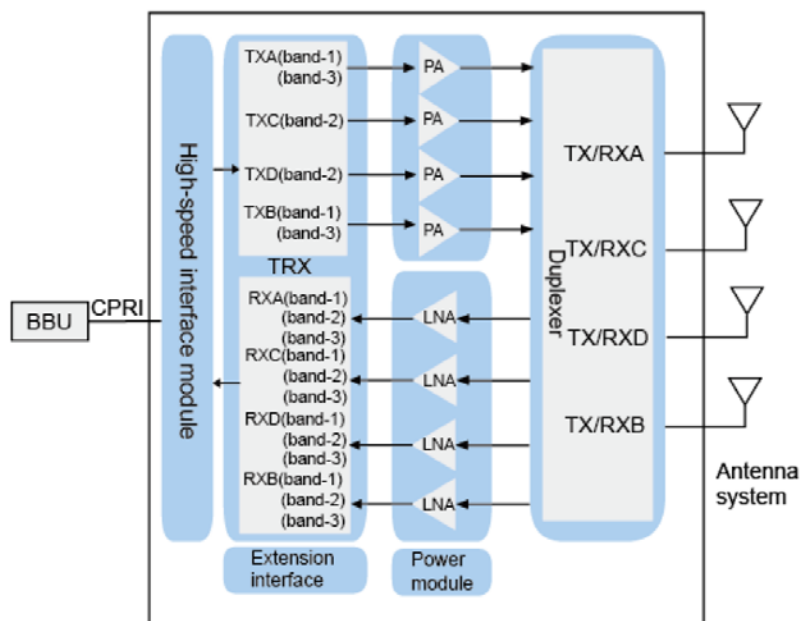 BBU
CPRI
High-speed interface module
TXA(band-1)
(band-3)
TXC(band-2)
TXD(band-2)
TXB(band-1)
(band-3)
TRX
RXA(band-1)
(band-2)
(band-3)
RXC(band-1)
(band-2)
(band-3)
RXD(band-1)
(band-2)
(band-3)
RXB(band-1)
(band-2)
(band-3)
Extension
interface
PA
PA
PA
PA
LNA
LNA
LNA
LNA
Power
module
Duplexer
TX/RXA
TX/RXC
TX/RXD
TX/RXB
Antenna
system